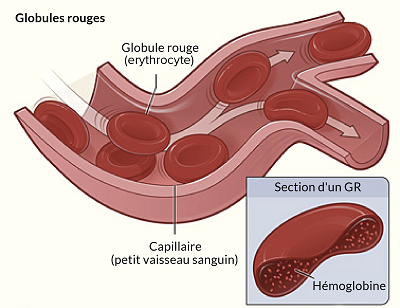 Globules rouges
Globule rouge
(erythrocyte)
Capillaire
(petit vaisseau sanguin)
Section d'un GR
Hémoglobine